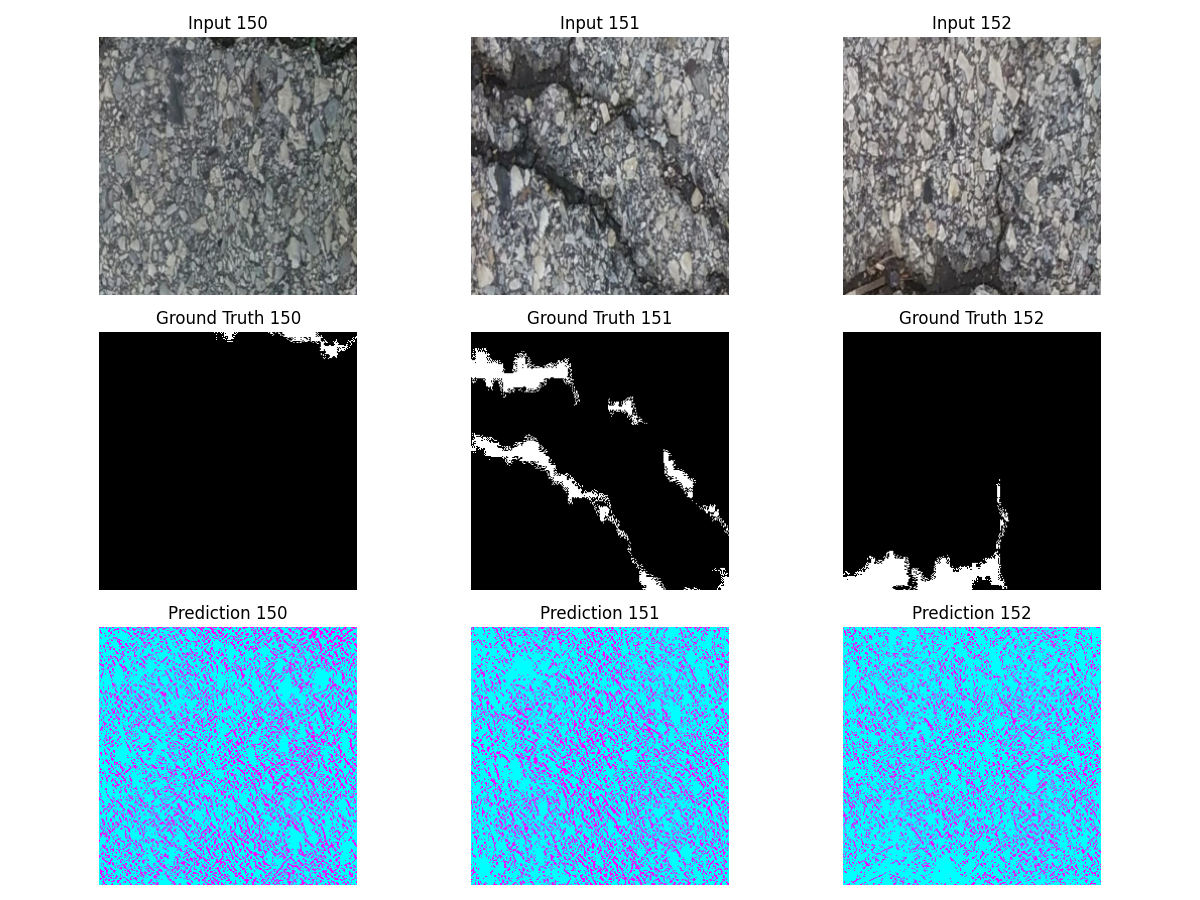 Input 150
Input 151
Input 152
Ground Truth 150
Ground Truth 151
Ground Truth 152
Prediction 150
Prediction 151
Prediction 152